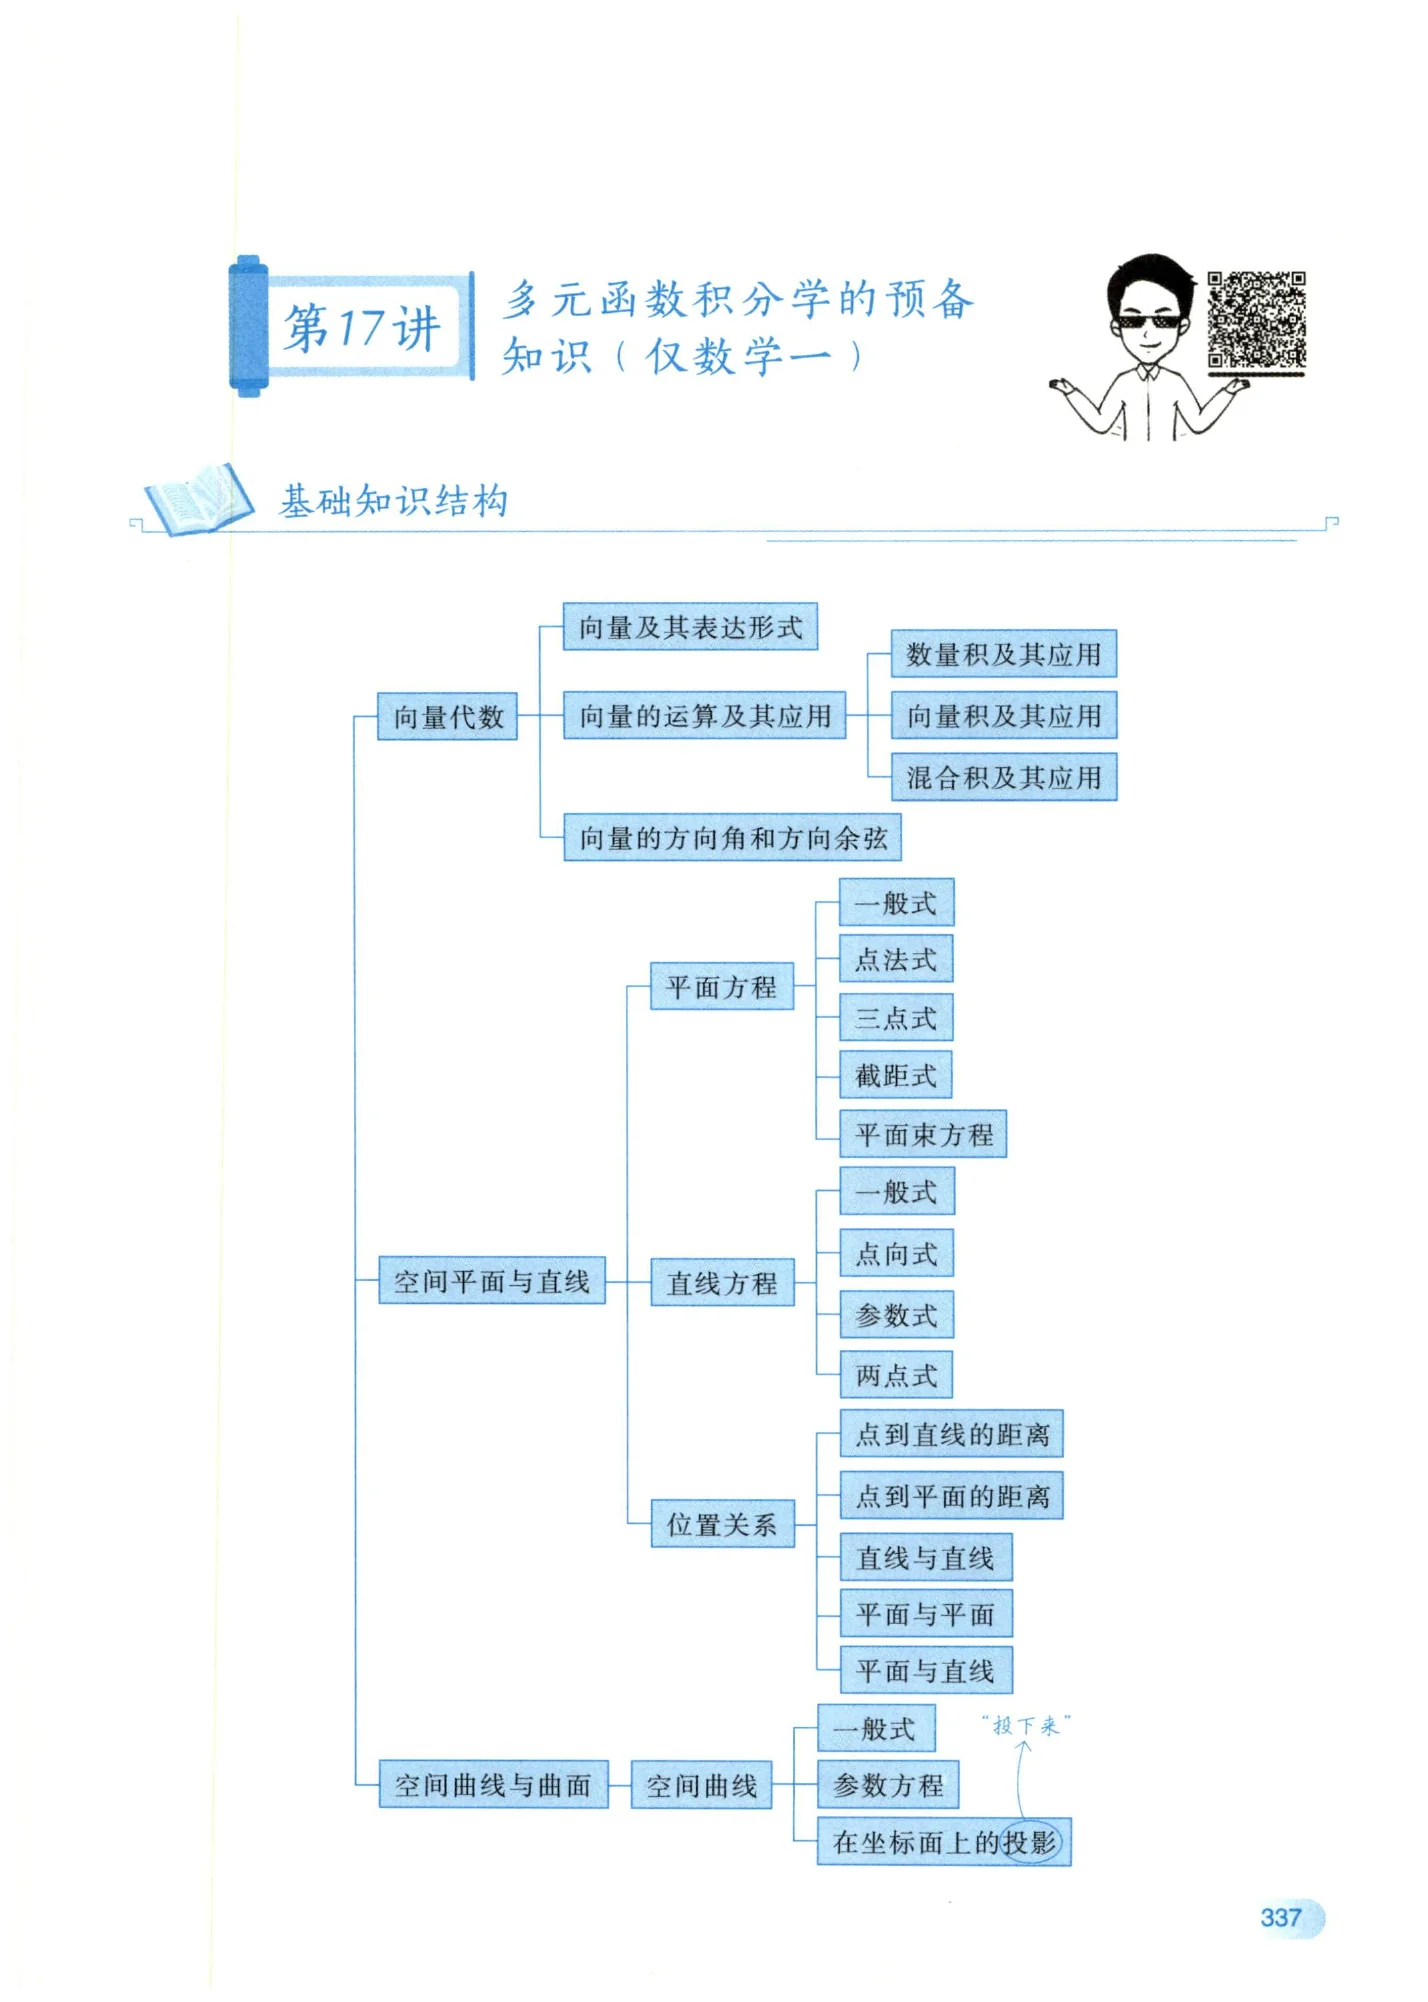 第17讲
多元函数积分学的预备
知识（仅数学一）
基础知识结构
向量及其表达形式
数量积及其应用
向量代数
向量的运算及其应用
向量积及其应用
混合积及其应用
向量的方向角和方向余弦
一般式
点法式
平面方程
三点式
截距式
平面束方程
一般式
点向式
空间平面与直线
直线方程
参数式
两点式
点到直线的距离
点到平面的距离
位置关系
直线与直线
平面与平面
平面与直线
一般式
“投下来”
空间曲线与曲面
空间曲线
参数方程
在坐标面上的投影
337